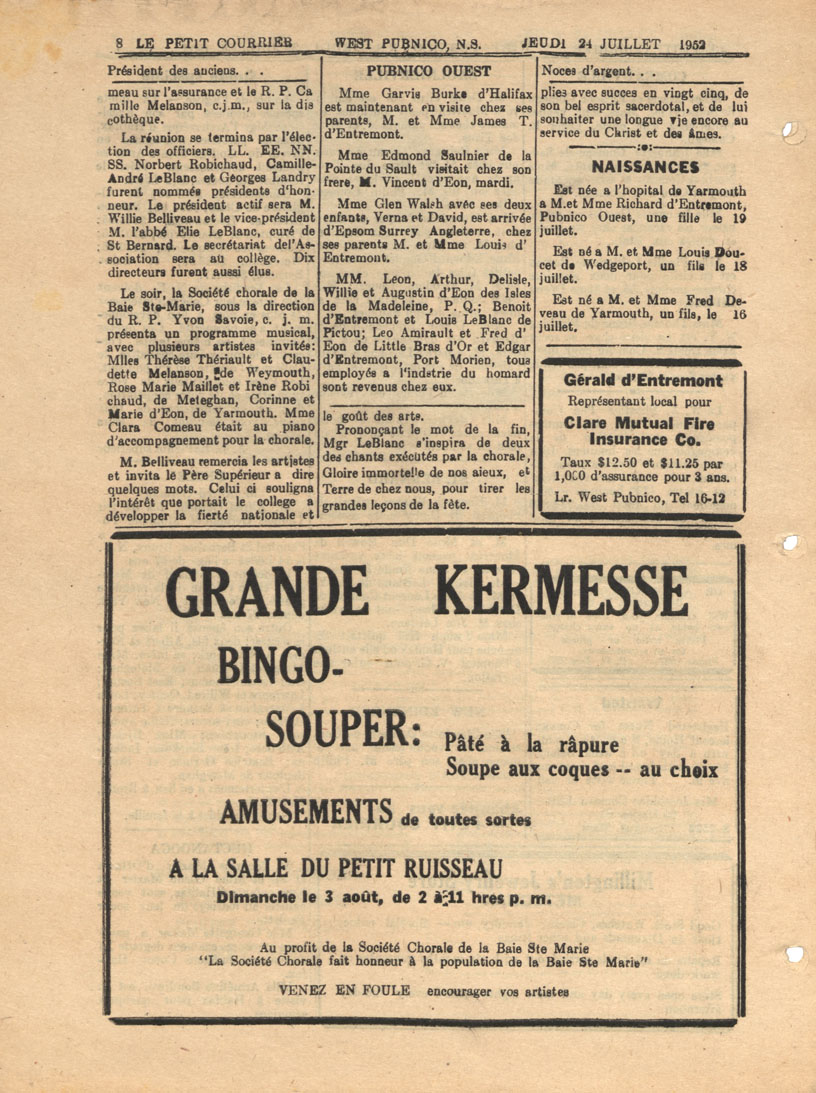 8 LE PETIT COURRIER WEST PUBNICO, N.S. JEUDI 24 JUILLET 1952
Président des anciens. . .
meau sur l'assurance et le R. P. Ca
mille Melanson, c.j.m., sur la dis
cothèque.
La réunion se termina par l'élec-
tion des officiers. LL. EE. NN.
SS. Norbert Robichaud, Camille-
André LeBlanc et Georges Landry
furent nommés présidents d'hon-
neur. Le président actif sera M.
Willie Belliveau et le vice-président
M. l'abbé Elie LeBlanc, curé de
St Bernard. Le secrétariat del'As-
sociation sera au collège. Dix
directeurs furent aussi élus.
Le soir, la Société chorale de la
Baie Ste-Marie, sous la direction
du R. P. Yvon Savoie, c. j. m.
présenta un programme musical,
avec plusieurs artistes invités:
Mlles Thérèse Thériault et Clau-
dette Melanson, de Weymouth,
Rose Marie Maillet et Irène Robi
chaud, de Meteghan, Corinne et
Marie d'Eon, de Yarmouth. Mme
Clara Comeau était au piano
d'accompagnement pour la chorale.
M. Belliveau remercia les artistes
et invita le Père Supérieur a dire
quelques mots. Celui ci souligna
l'intérêt que portait le college a
développer la fierté nationale et
PUBNICO OUEST
Mme Garvis Burke d'Halifax
est maintenant en visite chez ses
parents, M. et Mme James T.
d'Entremont.
Mme Edmond Saulnier de la
Pointe du Sault visitait chez son
frere, M. Vincent d'Eon, mardi.
Mme Glen Walsh avec ses deux
enfants, Verna et David, est arrivée
d'Epsom Surrey Angleterre, chez
ses parents M. et Mme Louis d'
Entremont.
MM. Leon, Arthur, Delisle,
Willie et Augustin d'Eon des Isles
de la Madeleine, P. Q.; Benoit
d'Entremont et Louis LeBlanc de
Pictou; Leo Amirault et Fred d'
Eon de Little Bras d'Or et Edgar
d'Entremont, Port Morien, tous
employés a l'indstrie du homard
sont revenus chez eux.
le goût des arts.
Prononçant le mot de la fin,
Mgr LeBlanc s'inspira de deux
des chants exécutés par la chorale,
Gloire immortelle de nos aieux, et
Terre de chez nous, pour tirer les
grandes leçons de la fête.
Noces d'argent. . .
plies avec succes en vingt cinq, de
son bel esprit sacerdotal, et de lui
souhaiter une longue vie encore au
service du Christ et des âmes.
—:o:—
NAISSANCES
Est née a l'hopital de Yarmouth
a M.et Mme Richard d'Entremont,
Pubnico Ouest, une fille le 19
juillet.
Est né a M. et Mme Louis Dou-
cet de Wedgeport, un fils le 18
juillet.
Est né a M. et Mme Fred De-
veau de Yarmouth, un fils, le 16
juillet,
Gérald d'Entremont
Représentant local pour
Clare Mutual Fire
Insurance Co.
Taux $12.50 et $11.25 par
1,000 d'assurance pour 3 ans.
Lr. West Pubnico, Tel 16-12
GRANDE KERMESSE
BINGO-
SOUPER:
Pâté à la râpure
Soupe aux coques -- au choix
AMUSEMENTS de toutes sortes
A LA SALLE DU PETIT RUISSEAU
Dimanche le 3 août, de 2 à 11 hres p. m.
Au profit de la Société Chorale de la Baie Ste Marie
"La Société Chorale fait honneur à la population de la Baie Ste Marie"
VENEZ EN FOULE encourager vos artistes